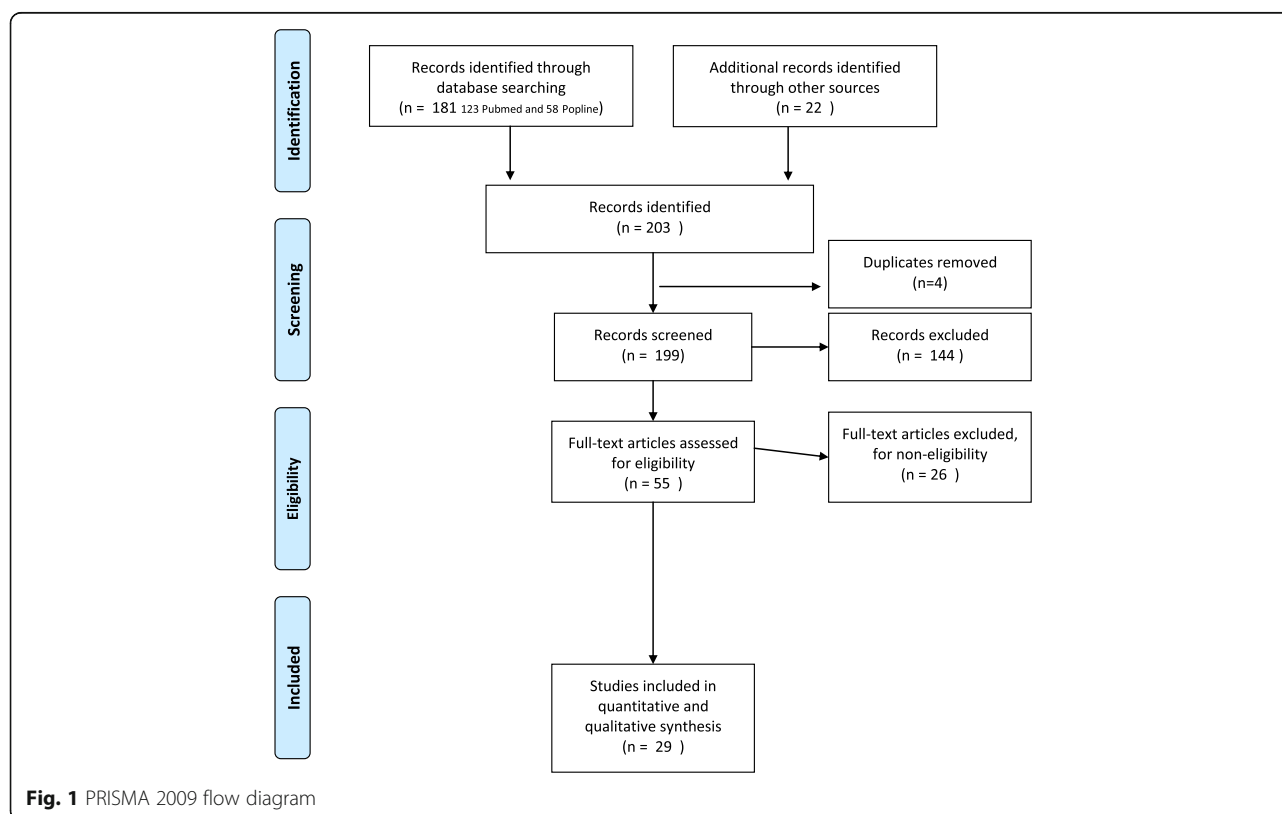 Identification
Records identified through
database searching
(n = 181 123 Pubmed and 58 Popline)
Additional records identified
through other sources
(n = 22 )
Records identified
(n = 203 )
Screening
Duplicates removed
(n=4)
Records screened
(n = 199)
Records excluded
(n = 144 )
Eligibility
Full-text articles assessed
for eligibility
(n = 55 )
Full-text articles excluded,
for non-eligibility
(n = 26 )
Included
Studies included in
quantitative and
qualitative synthesis
(n = 29 )
Fig. 1 PRISMA 2009 flow diagram